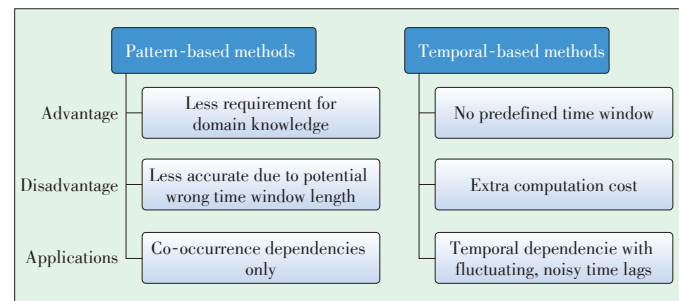 Pattern-based methods
Temporal-based methods
Advantage
Less requirement for
domain knowledge
No predefined time window
Disadvantage
Less accurate due to potential
wrong time window length
Extra computation cost
Applications
Co-occurrence dependencies
only
Temporal dependencie with
fluctuating, noisy time lags